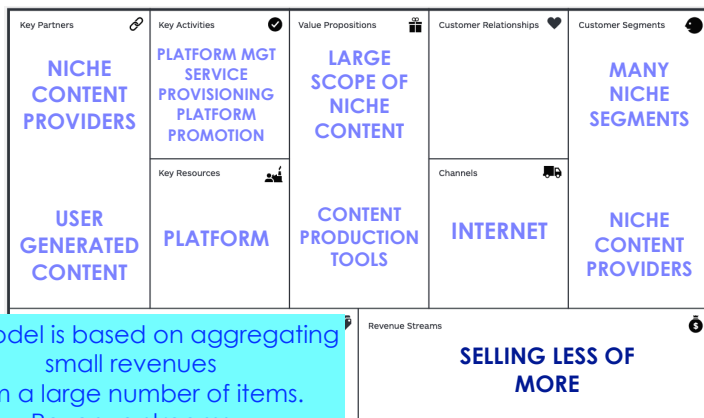 Key Partners
NICHE
CONTENT
PROVIDERS
USER
GENERATED
CONTENT
Key Activities
PLATFORM MGT
SERVICE
PROVISIONING
PLATFORM
PROMOTION
Key Resources
PLATFORM
Value Propositions
LARGE
SCOPE OF
NICHE
CONTENT
CONTENT
PRODUCTION
TOOLS
Customer Relationships
Channels
INTERNET
Customer Segments
MANY
NICHE
SEGMENTS
NICHE
CONTENT
PROVIDERS
is based on aggregating
small revenues
a large number of items.
Revenue Streams
SELLING LESS OF
MORE